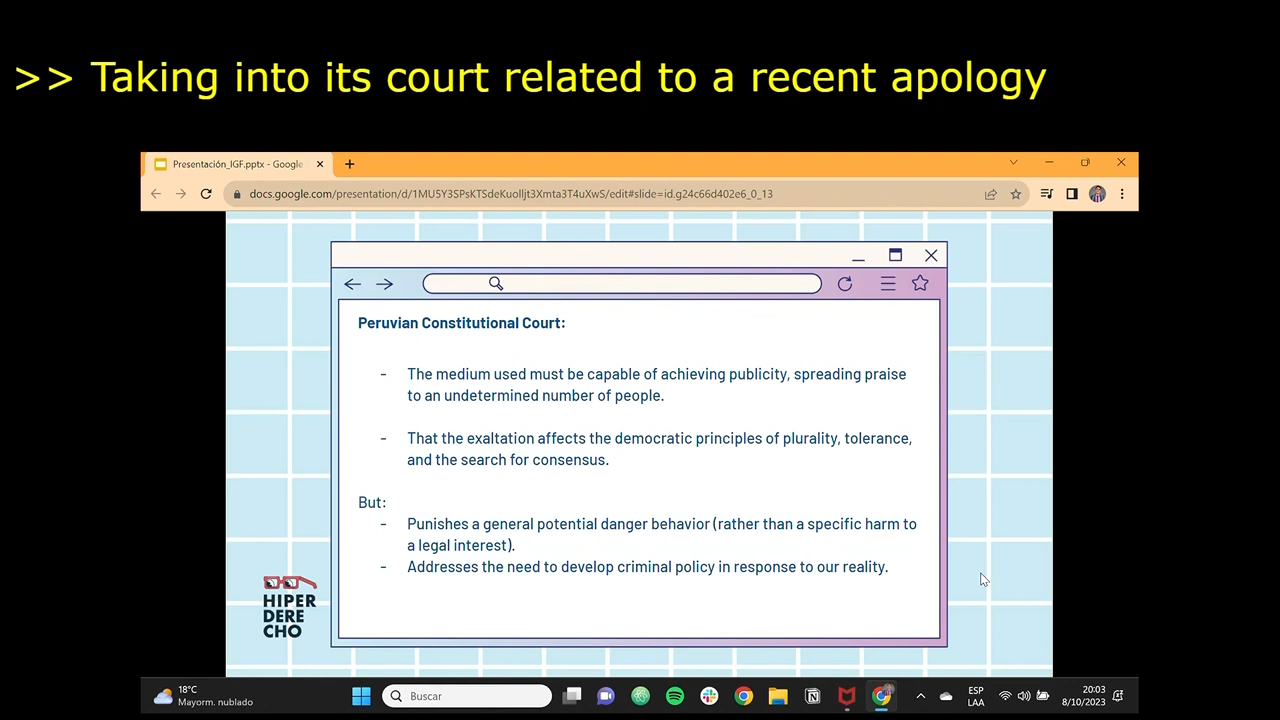 >> Taking into its court related to a recent apology
Presentación_IGF.pptx - Google
docs.google.com/presentation/d/1MU5Y3SPsKTSdeKuolljt3Xmta3T4uXwS/edit#slide=id.g24c66d402e6_0_13
Peruvian Constitutional Court:
- The medium used must be capable of achieving publicity, spreading praise
to an undetermined number of people.
- That the exaltation affects the democratic principles of plurality, tolerance,
and the search for consensus.
But:
- Punishes a general potential danger behavior (rather than a specific harm to
a legal interest).
- Addresses the need to develop criminal policy in response to our reality.
HIPER
DERE
CHO
18°C
Mayorm. nublado
Buscar
ESP
LAA
20:03
8/10/2023